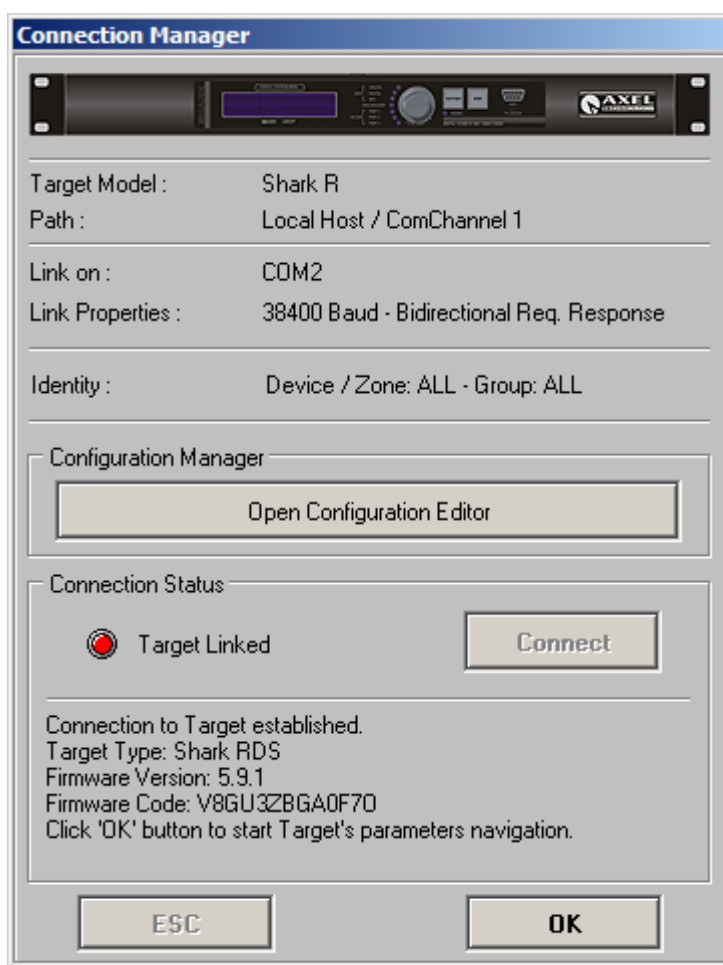 Connection Manager
AXEL
Target Model : Shark R
Path : Local Host / ComChannel 1
Link on : COM2
Link Properties : 38400 Baud - Bidirectional Req. Response
Identity : Device / Zone: ALL - Group: ALL
Configuration Manager
Open Configuration Editor
Connection Status
Target Linked
Connect
Connection to Target established.
Target Type: Shark RDS
Firmware Version: 5.9.1
Firmware Code: V8GU3ZBGA0F7O
Click 'OK' button to start Target's parameters navigation.
ESC
OK